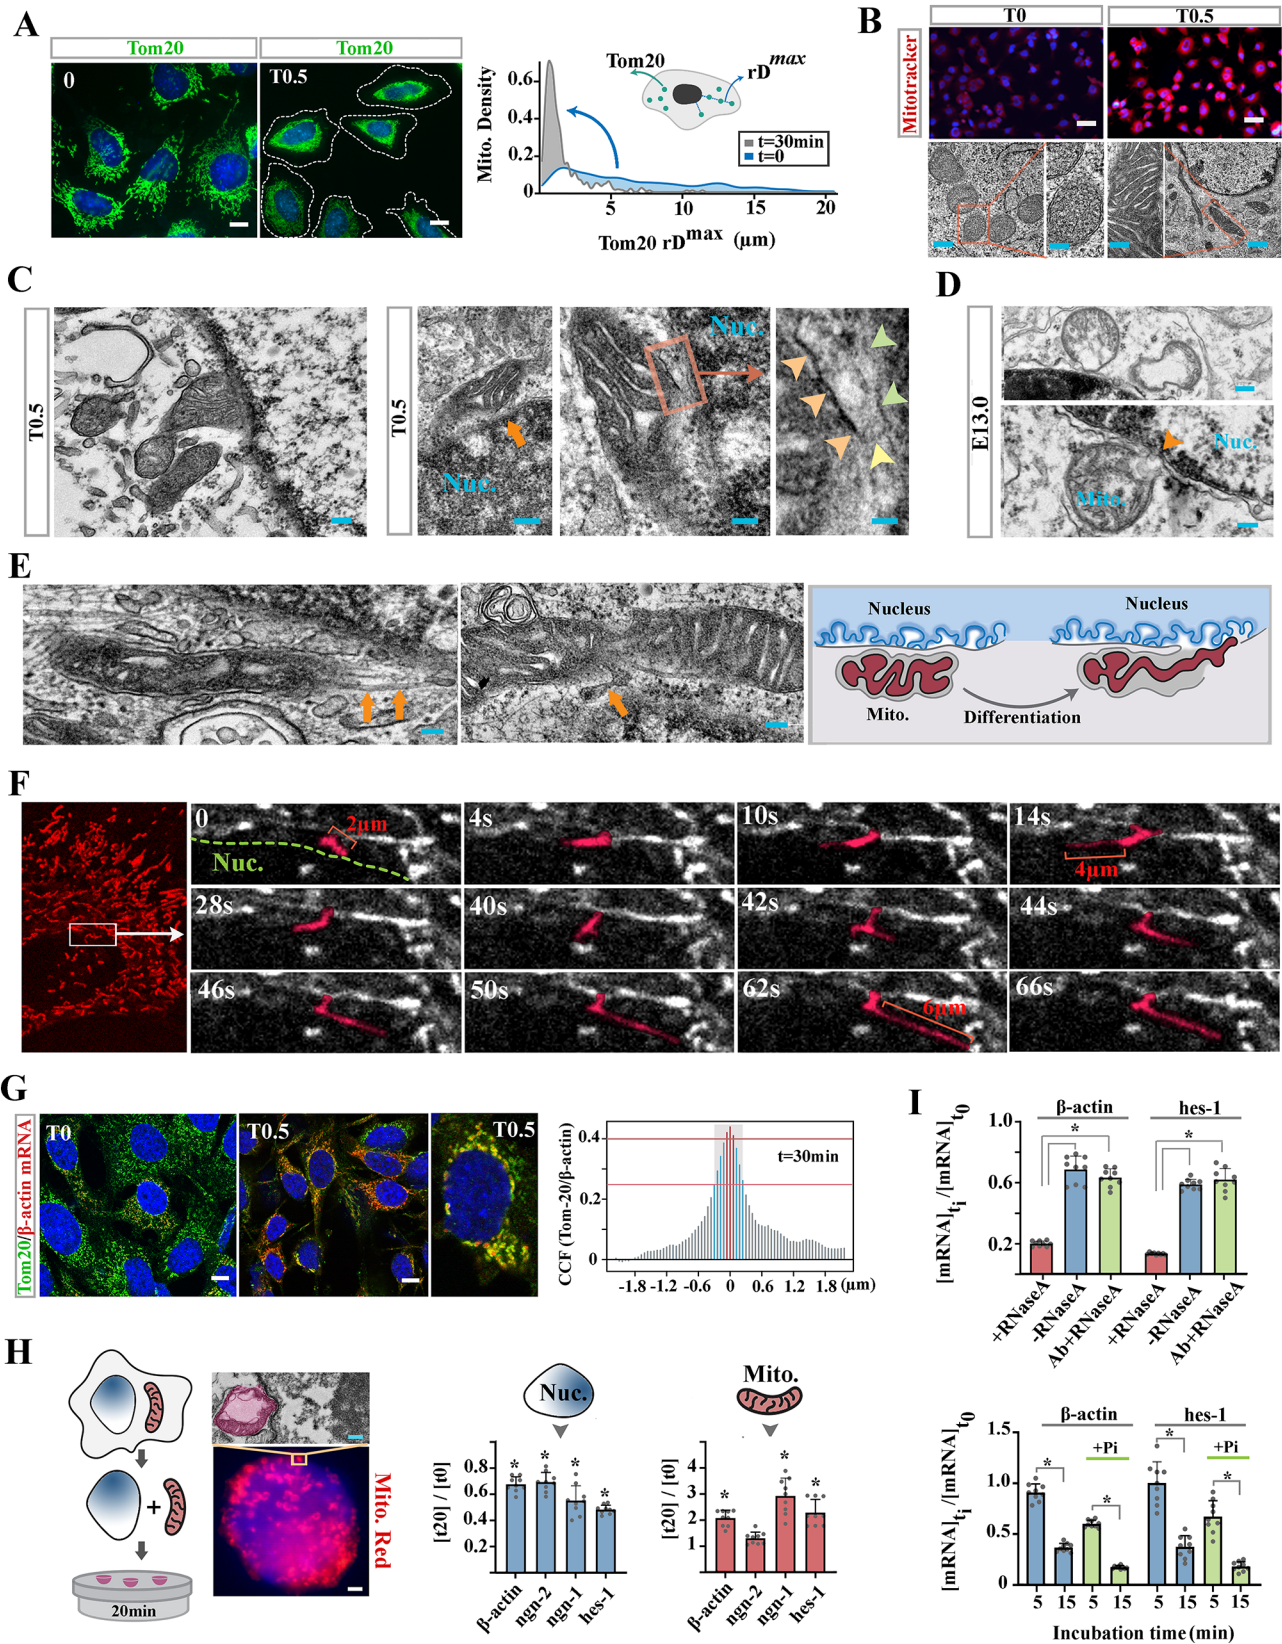 A
Tom20
Tom20
0
T0.5
Mito. Density
0.6
0.4
0.2
0
5
10
15
20
Tom20 rDmax (µm)
Tom20
rDmax
t=30min
t=0
B
T0
T0.5
Mitotracker
C
T0.5
T0.5
Nuc.
Nuc.
D
E13.0
Nuc.
Mito.
E
Nucleus
Nucleus
Mito.
Differentiation
F
0
2µm
Nuc.
4s
10s
14s
4µm
28s
40s
42s
44s
46s
50s
62s
6µm
66s
G
Tom20/β-actin mRNA
T0
T0.5
T0.5
CCF (Tom-20/β-actin)
0.4
0.2
0
t=30min
-1.8 -1.2 -0.6 0 0.6 1.2 1.8 (µm)
H
20min
Mito. Red
Nuc.
[t20] / [t0]
0.8
0.6
0.4
0.2
* * * *
β-actin
ngn-2
ngn-1
hes-1
Mito.
[t20] / [t0]
5
4
3
2
1
* * *
β-actin
ngn-2
ngn-1
hes-1
I
β-actin
hes-1
[mRNA]ti/[mRNA]t0
1.0
0.6
0.2
* *
+RNaseA
-RNaseA
Ab+RNaseA
+RNaseA
-RNaseA
Ab+RNaseA
β-actin
hes-1
+Pi
+Pi
* * * *
[mRNA]ti/[mRNA]t0
1.5
1.0
0.5
0
5 15 5 15 5 15 5 15
Incubation time (min)